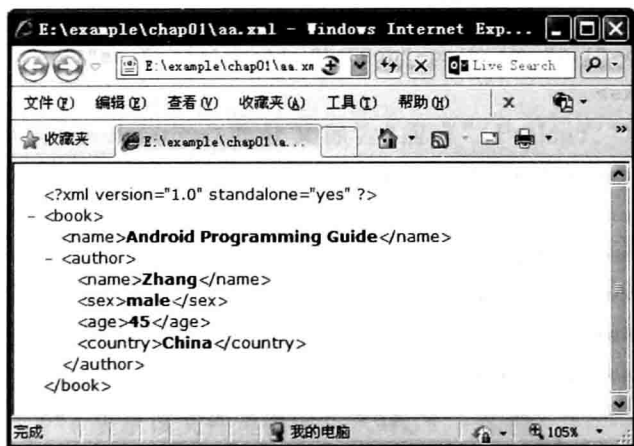 E:\example\chap01\aa.xml - Windows Internet Exp...
E:\example\chap01\aa.xm
Live Search
文件(F) 编辑(E) 查看(V) 收藏夹(A) 工具(T) 帮助(H) x
收藏夹 E:\example\chap01\a...
<?xml version="1.0" standalone="yes" ?>
- <book>
<name>Android Programming Guide</name>
- <author>
<name>Zhang</name>
<sex>male</sex>
<age>45</age>
<country>China</country>
</author>
</book>
完成 我的电脑 105%